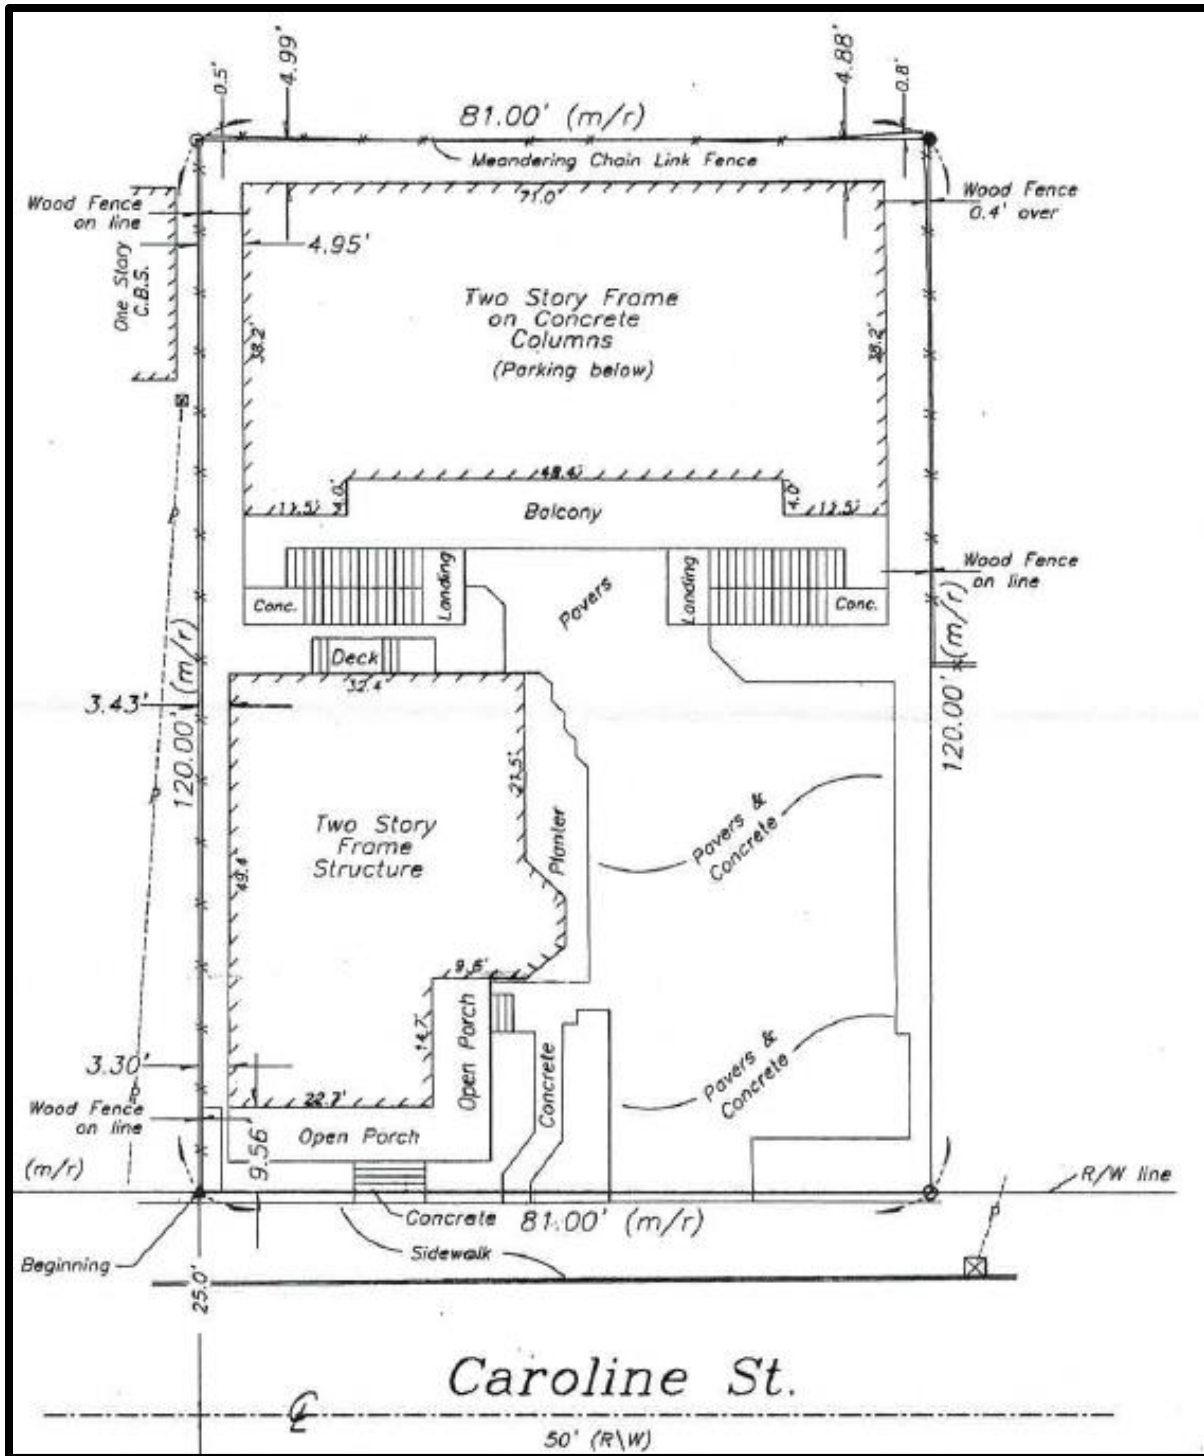 0.5'
4.99'
4.88'
0.8'
81.00' (m/r)
Meandering Chain Link Fence
Wood Fence
on line
71.0'
Wood Fence
0.4' over
4.95'
One Story
C.B.S.
Two Story Frame
on Concrete
Columns
(Parking below)
38.2'
38.2'
48.4'
11.5'
4.0'
4.0'
11.5'
Balcony
P
Landing
Landing
Pavers
Wood Fence
on line
Conc.
Conc.
Deck
32.4'
3.43'
120.00' (m/r)
120.00' (m/r)
21.5'
P
Two Story
Frame
Structure
Planter
Pavers &
Concrete
49.4'
9.6'
14.7'
Open Porch
Concrete
Pavers &
Concrete
3.30'
P
22.7'
Wood Fence
on line
Open Porch
9.56'
(m/r)
R/W line
Concrete
81.00' (m/r)
P
Sidewalk
Beginning
25.0'
Caroline St.
50' (R\W)